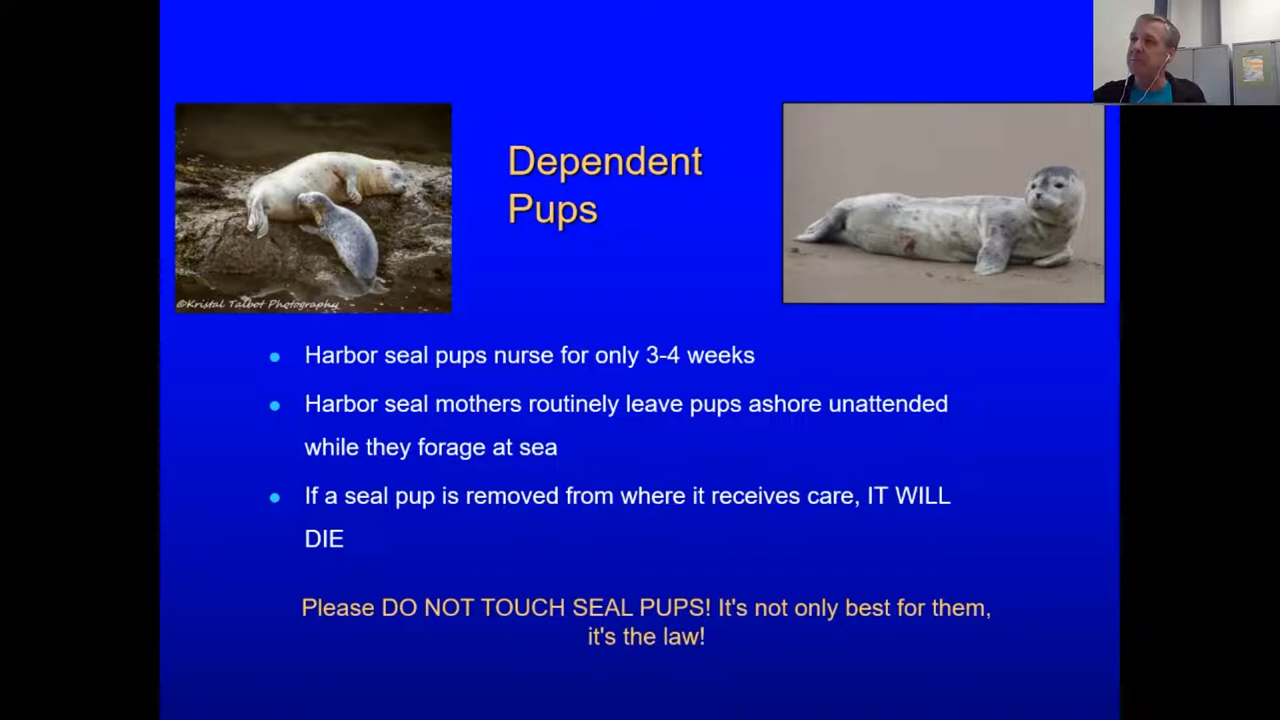 Dependent
Pups
©Kristal Talbot Photography
Harbor seal pups nurse for only 3-4 weeks
Harbor seal mothers routinely leave pups ashore unattended
while they forage at sea
If a seal pup is removed from where it receives care, IT WILL
DIE
Please DO NOT TOUCH SEAL PUPS! It's not only best for them,
it's the law!